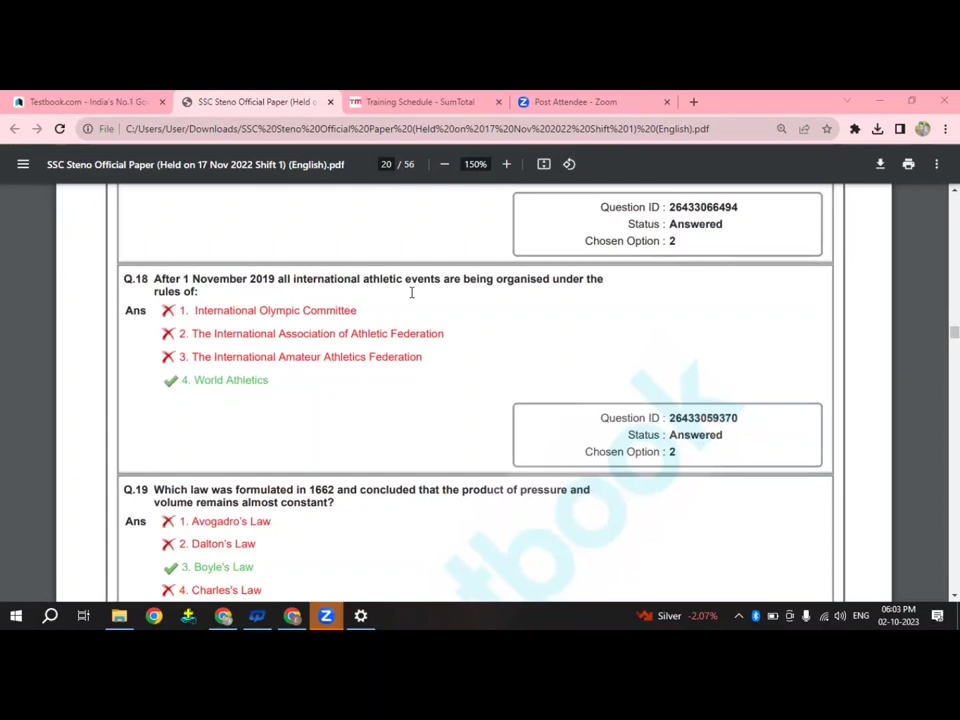 Testbook.com - India's No.1 Go
SSC Steno Official Paper (Held o
Training Schedule - SumTotal
Post Attendee - Zoom
File
C:/Users/User/Downloads/SSC%20Steno%20Official%20Paper%20(Held%20on%2017%20Nov%202022%20Shift%201)%20(English).pdf
SSC Steno Official Paper (Held on 17 Nov 2022 Shift 1) (English).pdf
20 / 56
150%
Question ID : 26433066494
Status : Answered
Chosen Option : 2
Q.18 After 1 November 2019 all international athletic events are being organised under the
rules of:
Ans
1. International Olympic Committee
2. The International Association of Athletic Federation
3. The International Amateur Athletics Federation
4. World Athletics
Question ID : 26433059370
Status : Answered
Chosen Option : 2
Q.19 Which law was formulated in 1662 and concluded that the product of pressure and
volume remains almost constant?
Ans
1. Avogadro's Law
2. Dalton's Law
3. Boyle's Law
4. Charles's Law
tbook
Silver -2.07%
ENG
06:03 PM
02-10-2023